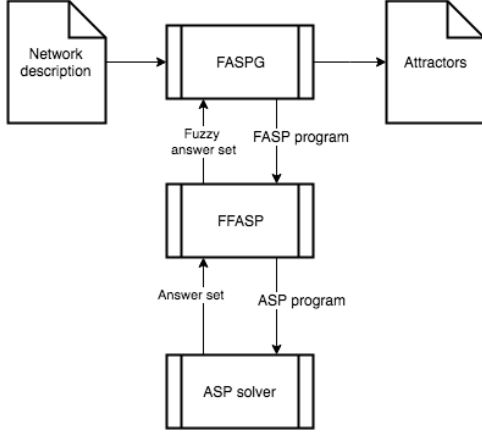 Network
description
FASPG
Attractors
Fuzzy
answer set
FASP program
FFASP
Answer set
ASP program
ASP solver